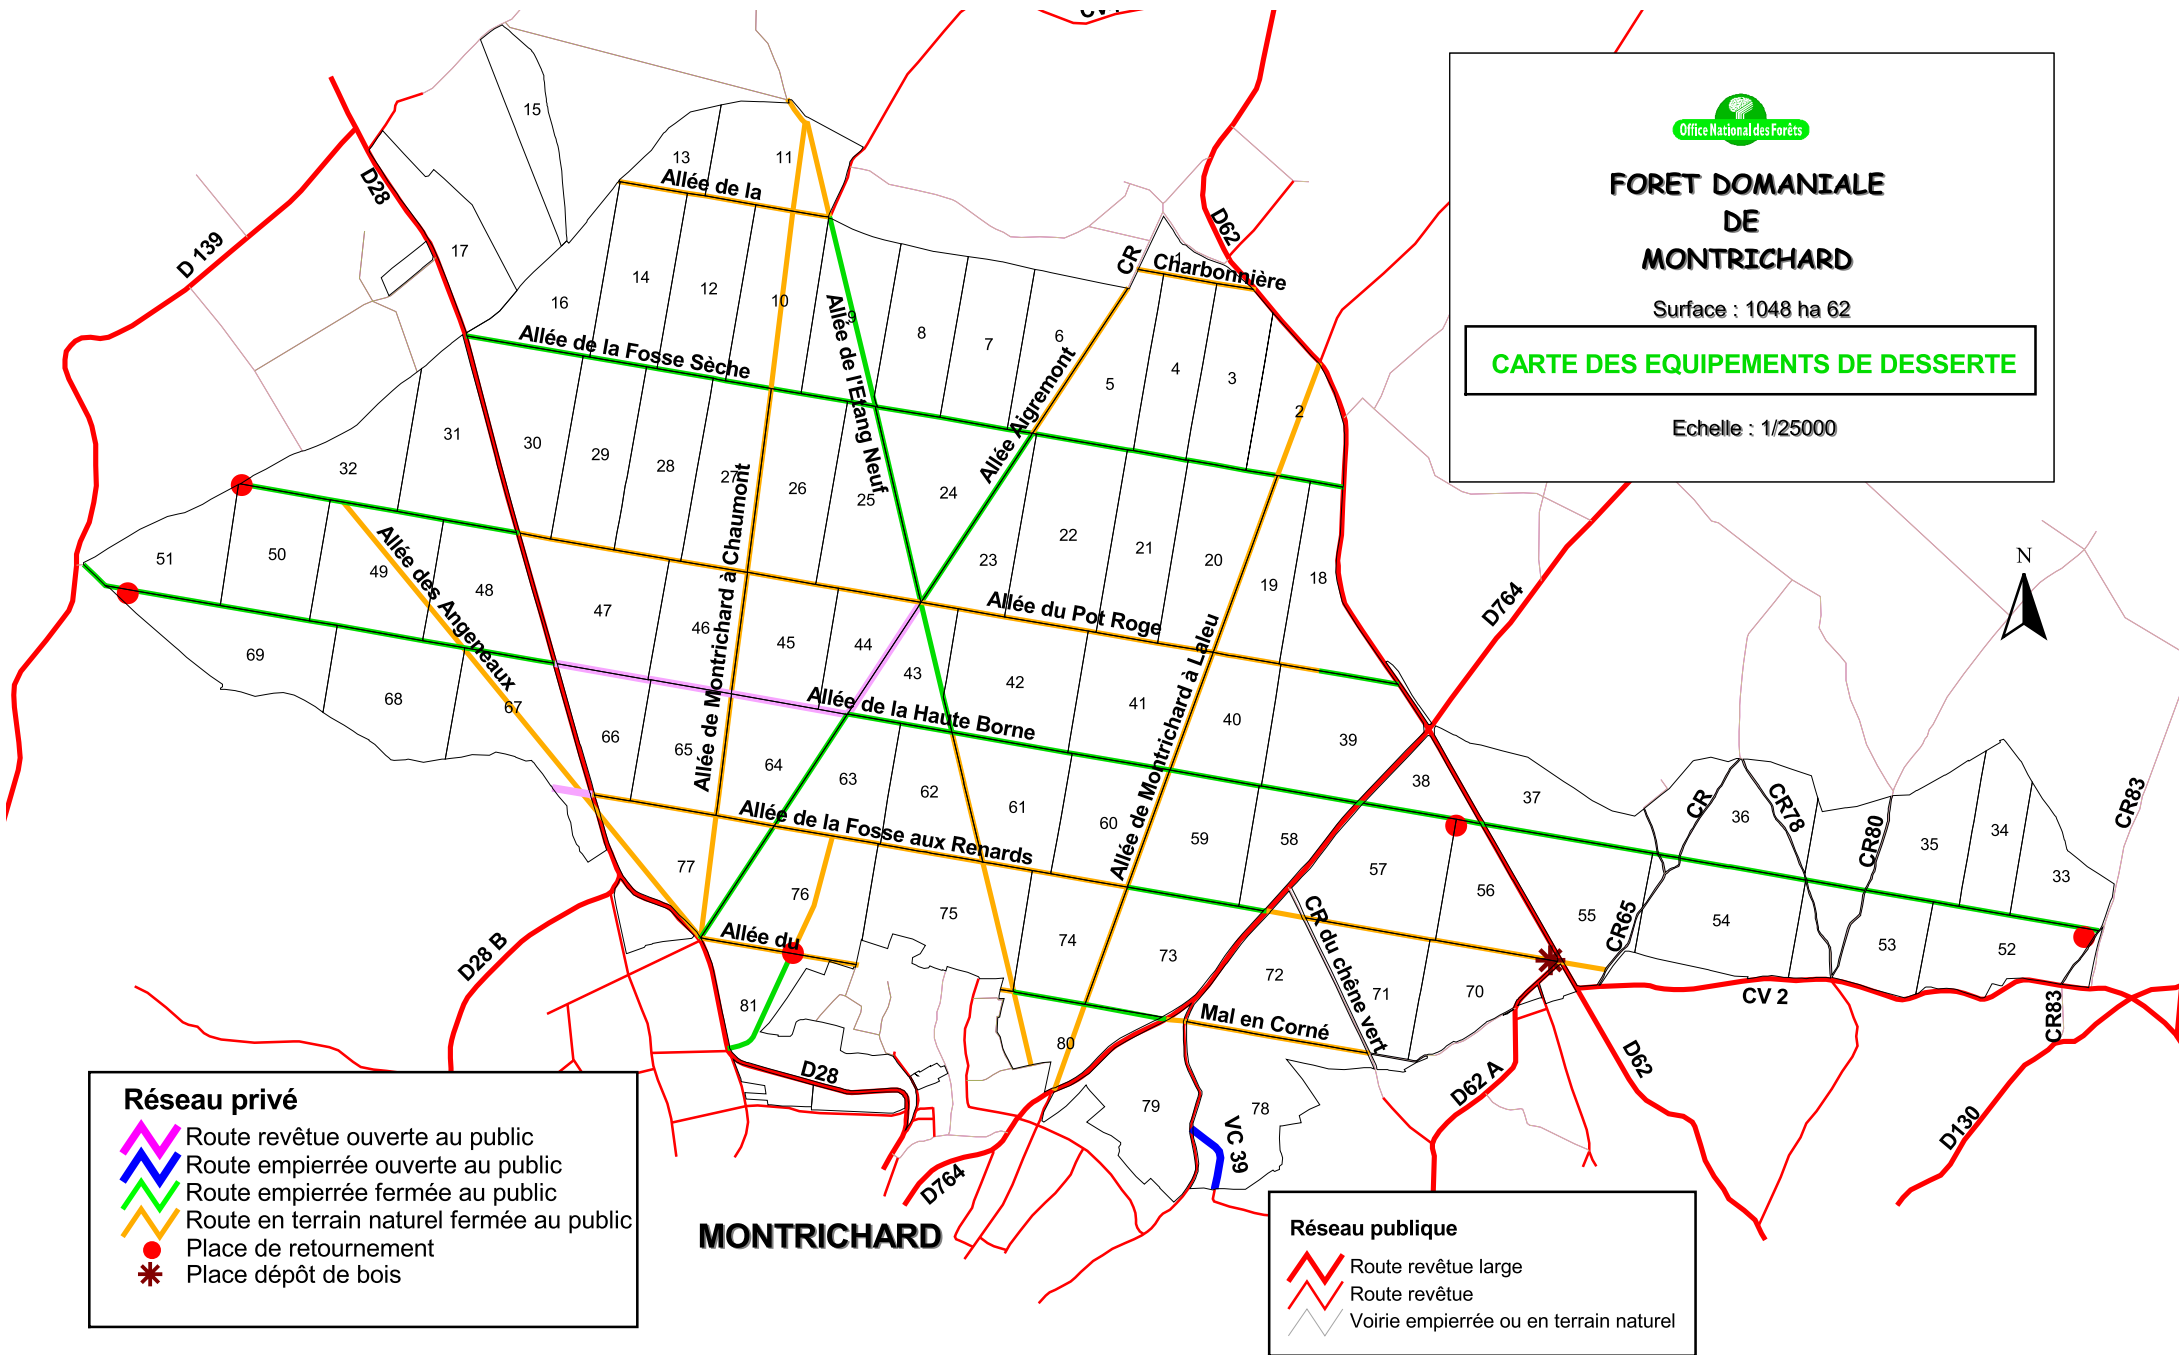 Office National des Forêts
FORET DOMANIALE
DE
MONTRICHARD
Surface : 1048 ha 62
CARTE DES EQUIPEMENTS DE DESSERTE
Echelle : 1/25000
N
D28
D 139
D62
CR
Allée de la
Charbonnière
Allée de la Fosse Sèche
Allée de l'Etang Neuf
Allée Aigremont
Allée de Montrichard à Chaumont
Allée des Angeneaux
Allée du Pot Roge
Allée de Montrichard à Laleu
Allée de la Haute Borne
Allée de la Fosse aux Renards
Allée du
Mal en Corné
D764
CR
CR78
CR80
CR83
CR65
CR du chêne vert
CV 2
CR83
D28 B
D28
D62
D62 A
D130
VC 39
D764
MONTRICHARD
15
13
11
17
14
12
10
16
9
8
7
6
1
5
4
3
2
32
31
30
29
28
27
26
25
24
23
22
21
20
19
18
51
50
49
48
47
46
45
44
43
42
41
40
39
38
37
36
35
34
33
69
68
67
66
65
64
63
62
61
60
59
58
57
56
55
54
53
52
77
76
75
74
73
72
71
70
81
80
79
78
Réseau privé
Route revêtue ouverte au public
Route empierrée ouverte au public
Route empierrée fermée au public
Route en terrain naturel fermée au public
Place de retournement
Place dépôt de bois
Réseau publique
Route revêtue large
Route revêtue
Voirie empierrée ou en terrain naturel